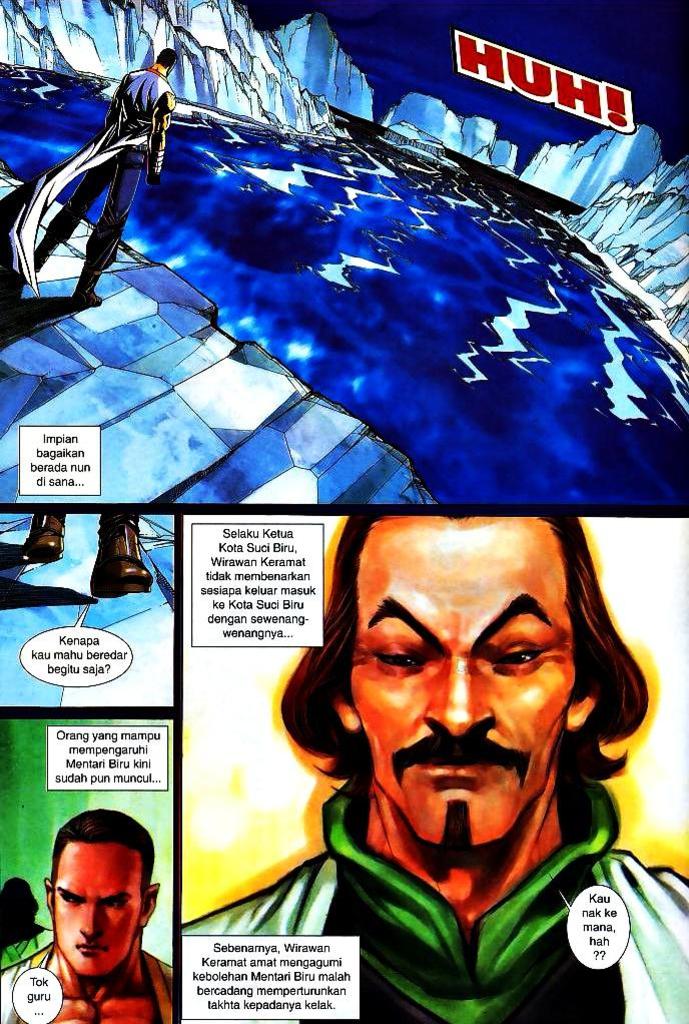 HUH!
Impian
bagaikan
berada nun
di sana...
Kenapa
kau mahu beredar
begitu saja?
Orang yang mampu
mempengaruhi
Mentari Biru kini
sudah pun muncul...
Tok
guru
...
Selaku Ketua
Kota Suci Biru,
Wirawan Keramat
tidak membenarkan
sesiapa keluar masuk
ke Kota Suci Biru
dengan sewenang-
wenangnya...
Kau
nak ke
mana,
hah
??
Sebenarnya, Wirawan
Keramat amat mengagumi
kebolehan Mentari Biru malah
bercadang memperturunkan
takhta kepadanya kelak.